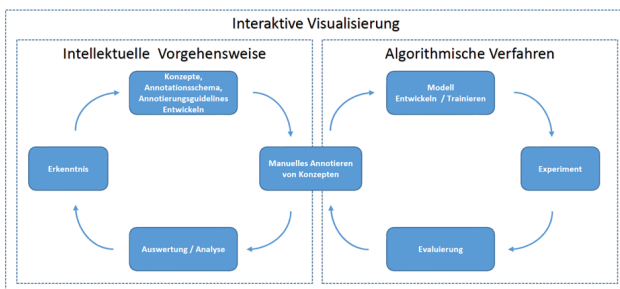 Interaktive Visualisierung
Intellektuelle Vorgehensweise
Konzepte,
Annotationsschema,
Annotierungsguidelines
Entwickeln
Erkenntnis
Manuelles Annotieren
von Konzepten
Auswertung / Analyse
Algorithmische Verfahren
Modell
Entwickeln / Trainieren
Experiment
Evaluierung